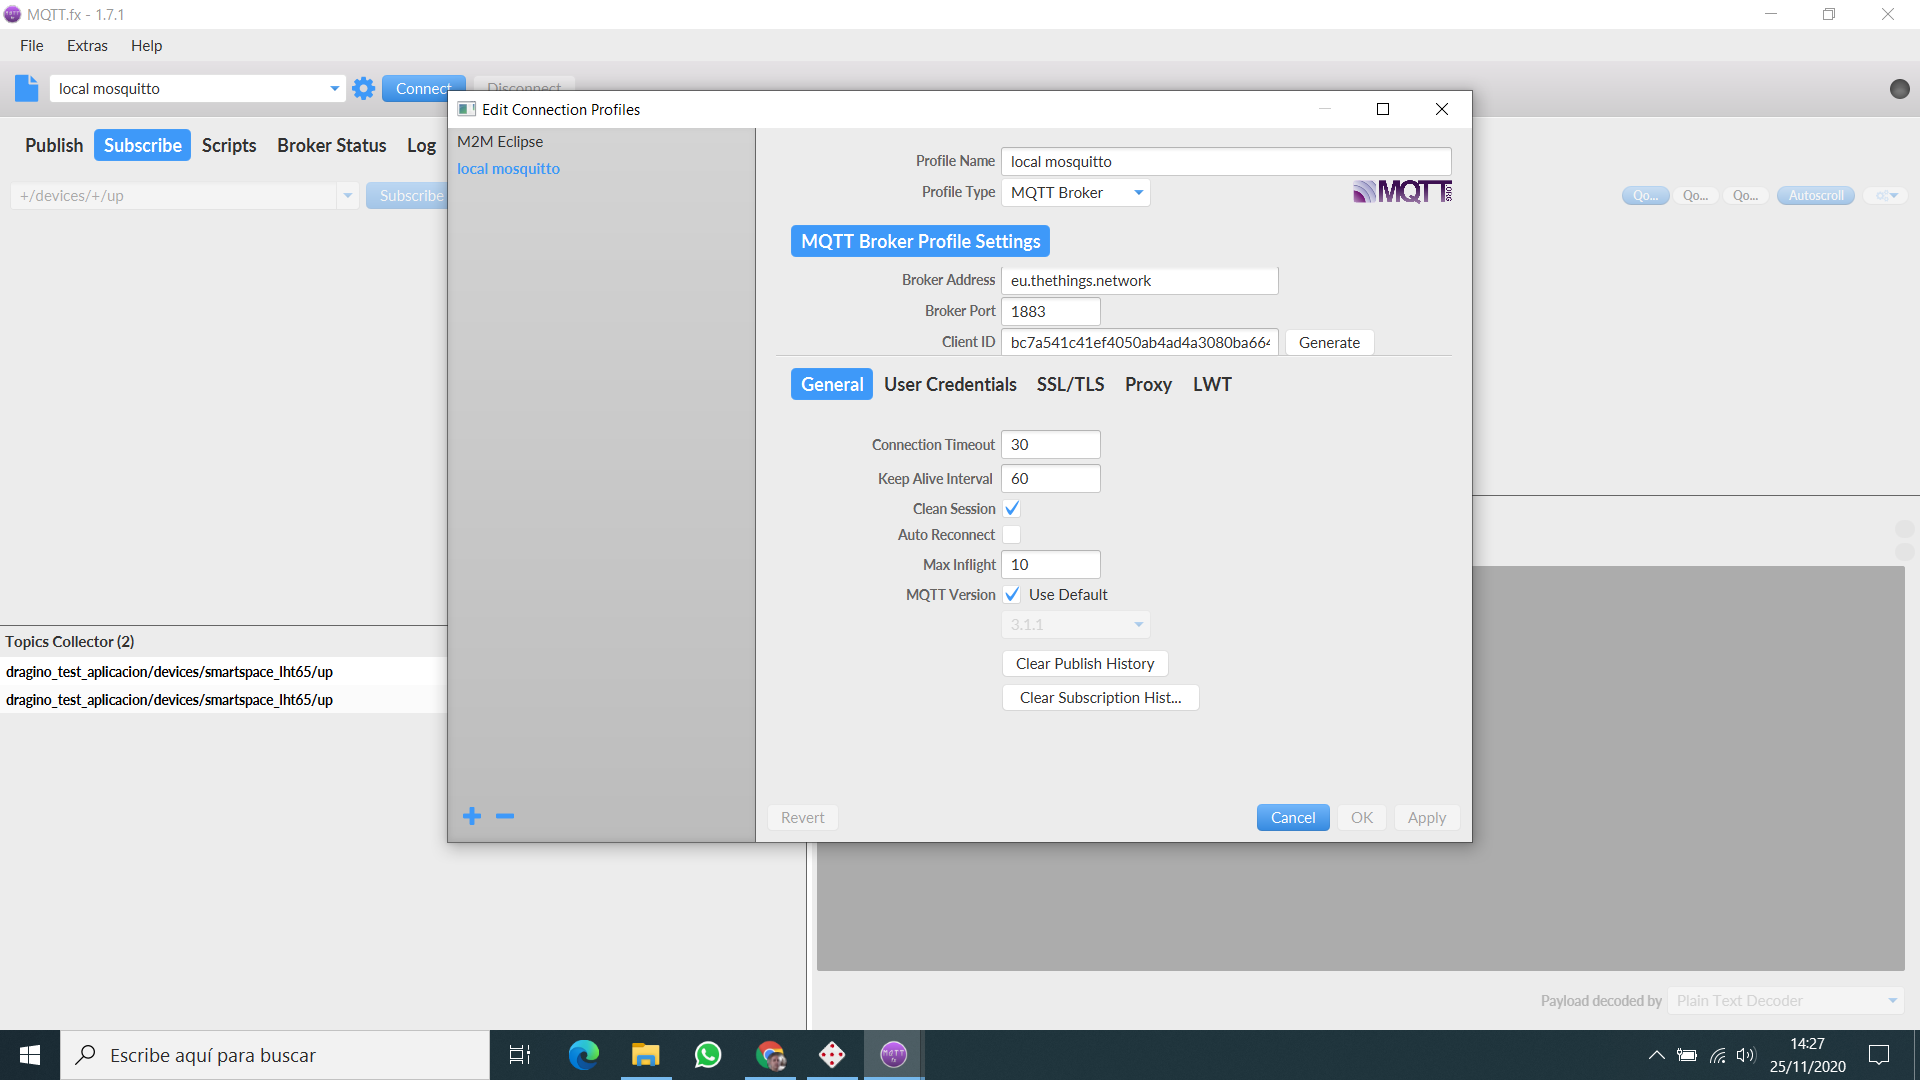 MQTT.fx - 1.7.1
File Extras Help
local mosquitto Connect Disconnect
Publish Subscribe Scripts Broker Status Log
+/devices/+/up Subscribe
Qo... Qo... Qo... Autoscroll
Topics Collector (2)
dragino_test_aplicacion/devices/smartspace_lht65/up
dragino_test_aplicacion/devices/smartspace_lht65/up
Edit Connection Profiles
M2M Eclipse
local mosquitto
Profile Name local mosquitto
Profile Type MQTT Broker
MQTT.ORG
MQTT Broker Profile Settings
Broker Address eu.thethings.network
Broker Port 1883
Client ID bc7a541c41ef4050ab4ad4a3080ba664 Generate
General User Credentials SSL/TLS Proxy LWT
Connection Timeout 30
Keep Alive Interval 60
Clean Session
Auto Reconnect
Max Inflight 10
MQTT Version Use Default
3.1.1
Clear Publish History
Clear Subscription Hist...
Revert Cancel OK Apply
Payload decoded by Plain Text Decoder
Escribe aquí para buscar
MQTT fx
14:27
25/11/2020